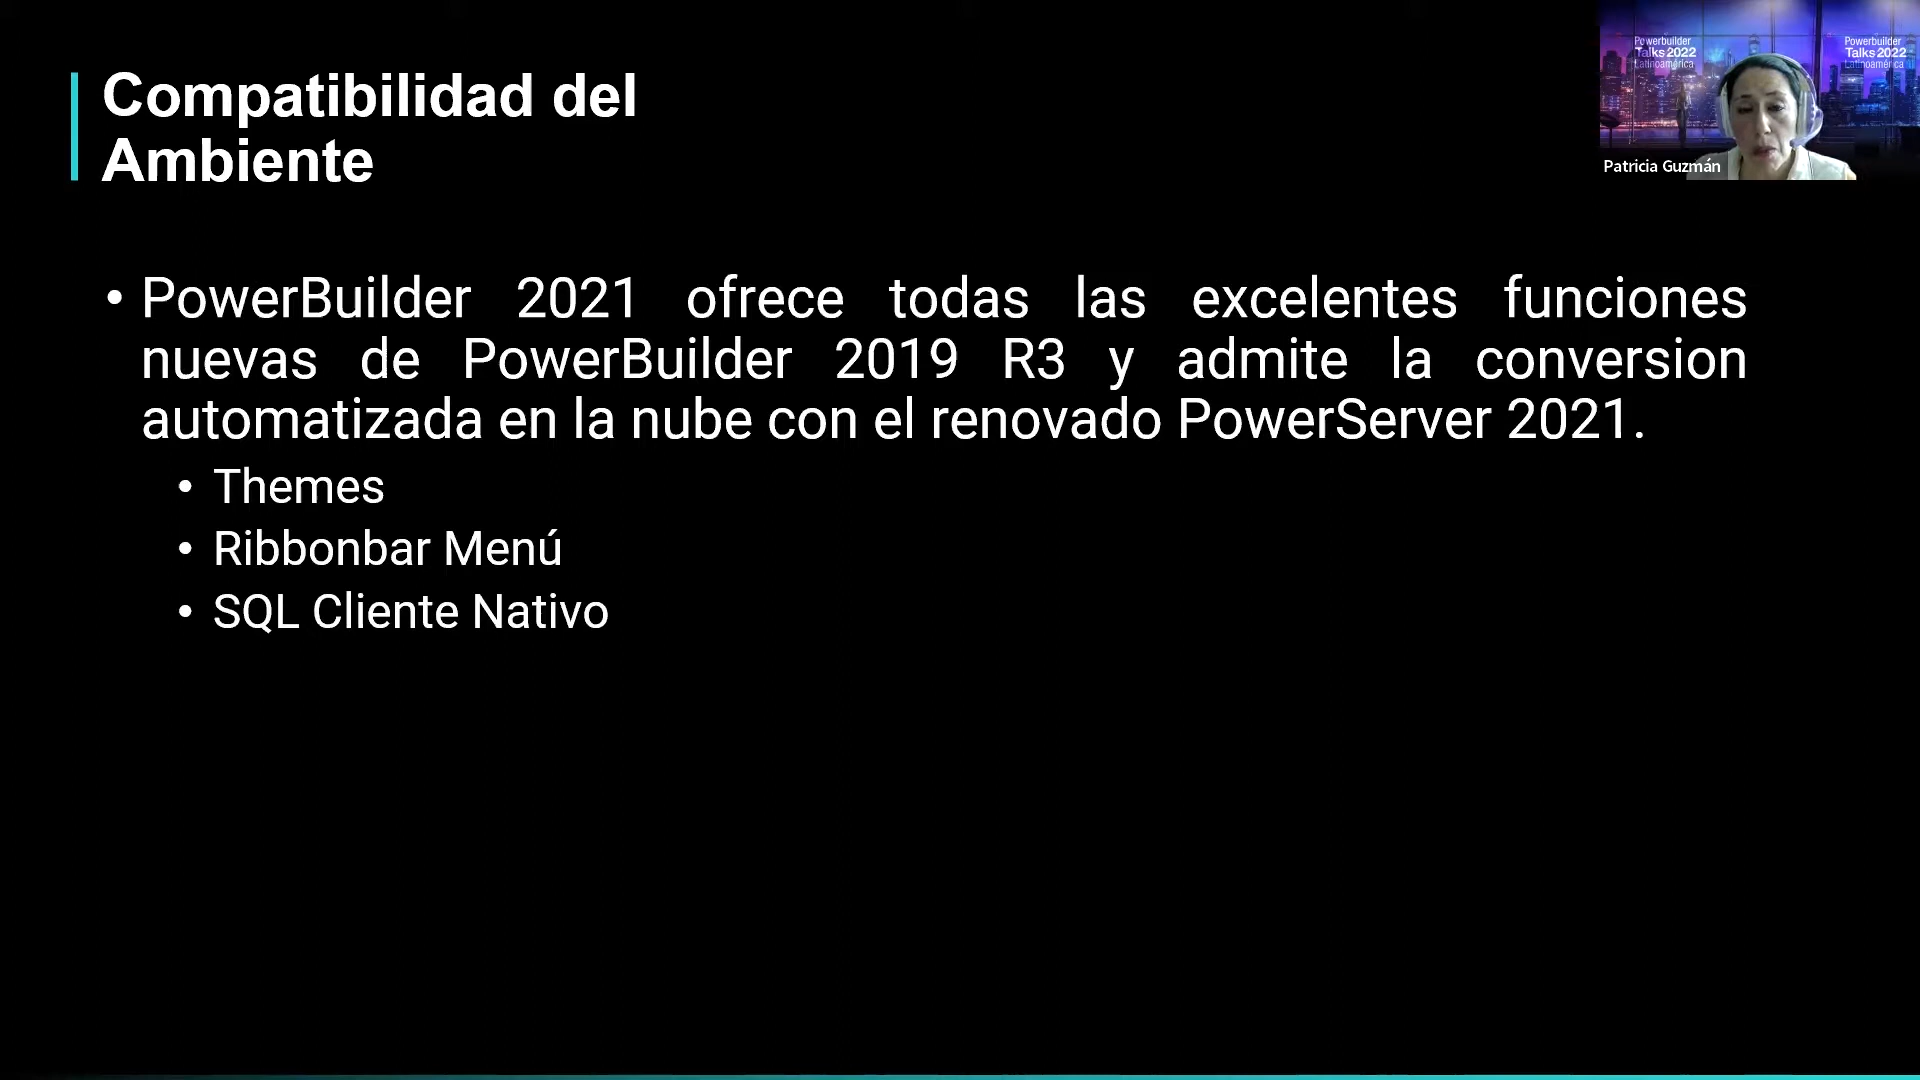 Compatibilidad del
Ambiente
• PowerBuilder 2021 ofrece todas las excelentes funciones
nuevas de PowerBuilder 2019 R3 y admite la conversion
automatizada en la nube con el renovado PowerServer 2021.
• Themes
• Ribbonbar Menú
• SQL Cliente Nativo
Powerbuilder
Talks 2022
Latinoamérica
Powerbuilder
Talks 2022
Latinoamérica
Patricia Guzmán